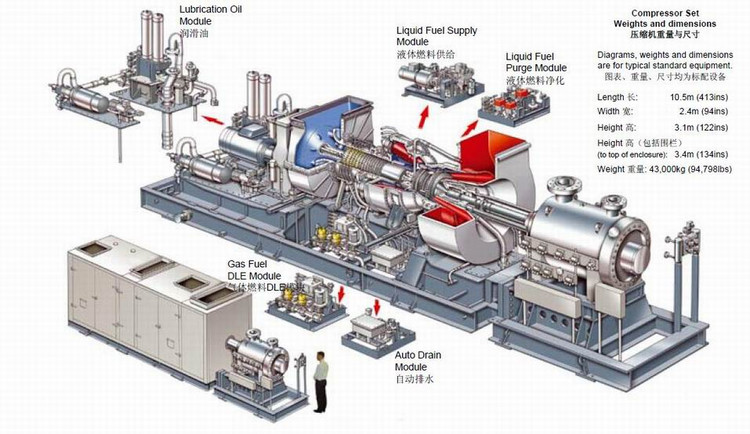 Lubrication Oil
Module
润滑油
Liquid Fuel Supply
Module
液体燃料供给
Liquid Fuel
Purge Module
液体燃料净化
Compressor Set
Weights and dimensions
压缩机重量与尺寸
Diagrams, weights and dimensions
are for typical standard equipment.
图表、重量、尺寸均为标配设备
Length 长: 10.5m (413ins)
Width 宽: 2.4m (94ins)
Height 高: 3.1m (122ins)
Height 高（包括围栏）
(to top of enclosure): 3.4m (134ins)
Weight 重量: 43,000kg (94,798lbs)
Gas Fuel
DLE Module
气体燃料DLE模块
Auto Drain
Module
自动排水